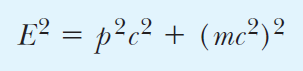 E² = p²c² + (mc²)²